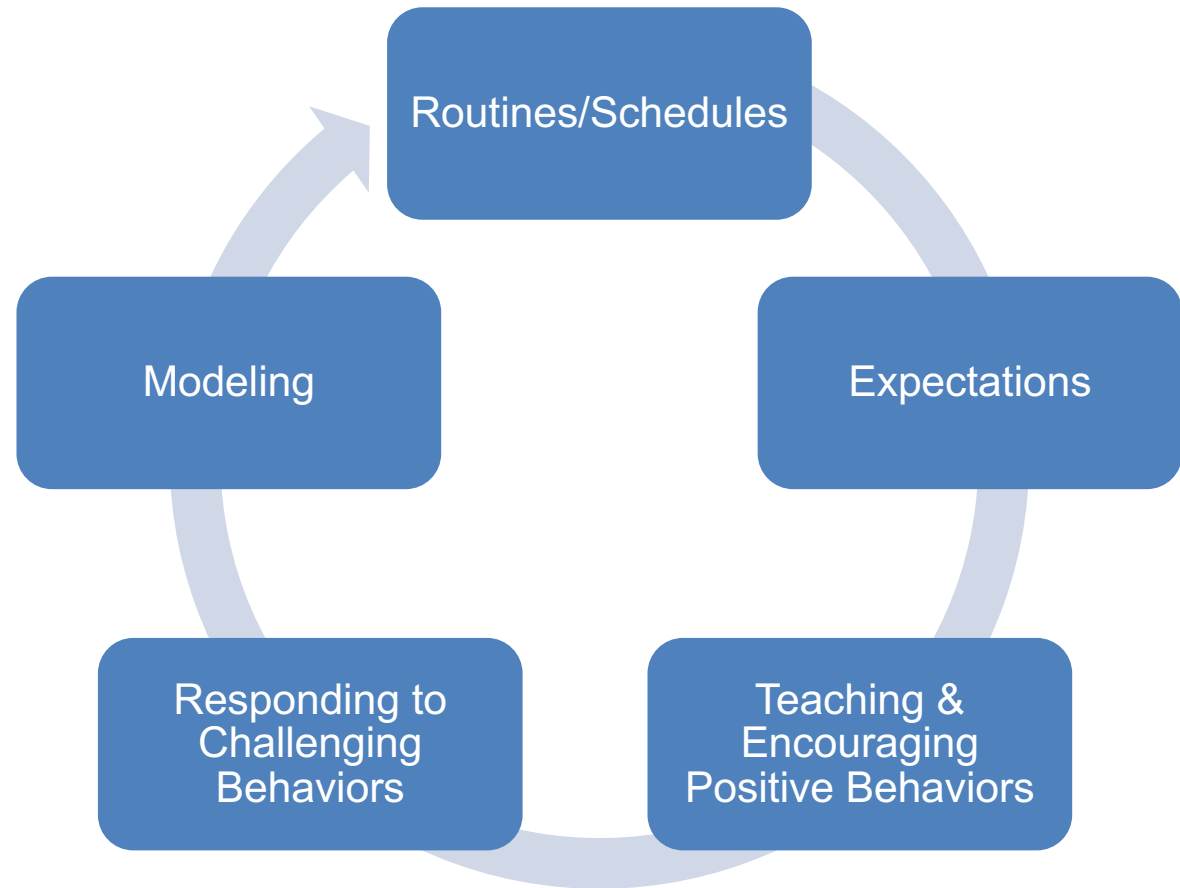 Routines/Schedules
Expectations
Teaching &
Encouraging
Positive Behaviors
Responding to
Challenging
Behaviors
Modeling